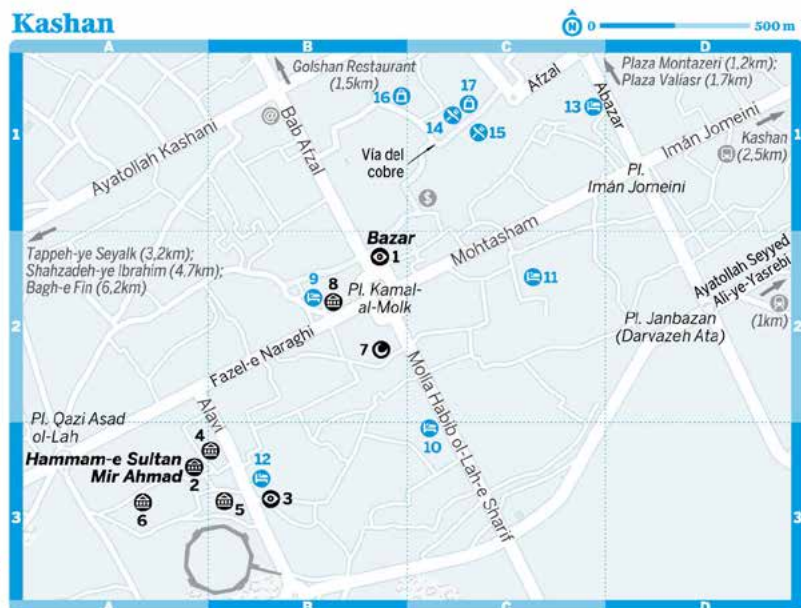 Kashan
N 0 500 m
A B C D
Golshan Restaurant
(1,5km)
Plaza Montazeri (1,2km);
Plaza Valiasr (1,7km)
Afzal
Abazar
16
17
14
15
13
1
1
@
Bab Afzal
Ayatollah Kashani
Vía del
cobre
Imán Jomeini
Kashan
(2,5km)
Pl.
Imán Jomeini
$
Mohtasham
Bazar
1
Tappeh-ye Seyalk (3,2km);
Shahzadeh-ye Ibrahim (4,7km);
Bagh-e Fin (6,2km)
9
8
11
Pl. Kamal-
al-Molk
Ayatollah Seyyed
Ali-ye-Yasrebi
(1km)
2
2
Pl. Janbazan
(Darvazeh Ata)
7
Fazel-e Naraghi
Molla Habib ol-Lah-e Sharif
Alavi
Pl. Qazi Asad
ol-Lah
4
10
Hammam-e Sultan
Mir Ahmad
2
12
5
3
6
3
3
A B C D